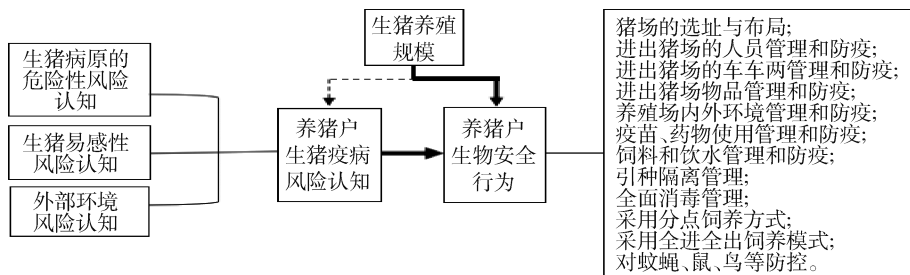 生猪养殖
规模
生猪病原的
危险性风险
认知
生猪易感性
风险认知
外部环境
风险认知
养猪户
生猪疫病
风险认知
养猪户
生物安全
行为
猪场的选址与布局;
进出猪场的人员管理和防疫;
进出猪场的车车两管理和防疫;
进出猪场物品管理和防疫;
养殖场内外环境管理和防疫;
疫苗、药物使用管理和防疫;
饲料和饮水管理和防疫;
引种隔离管理;
全面消毒管理;
采用分点饲养方式;
采用全进全出饲养模式;
对蚊蝇、鼠、鸟等防控。